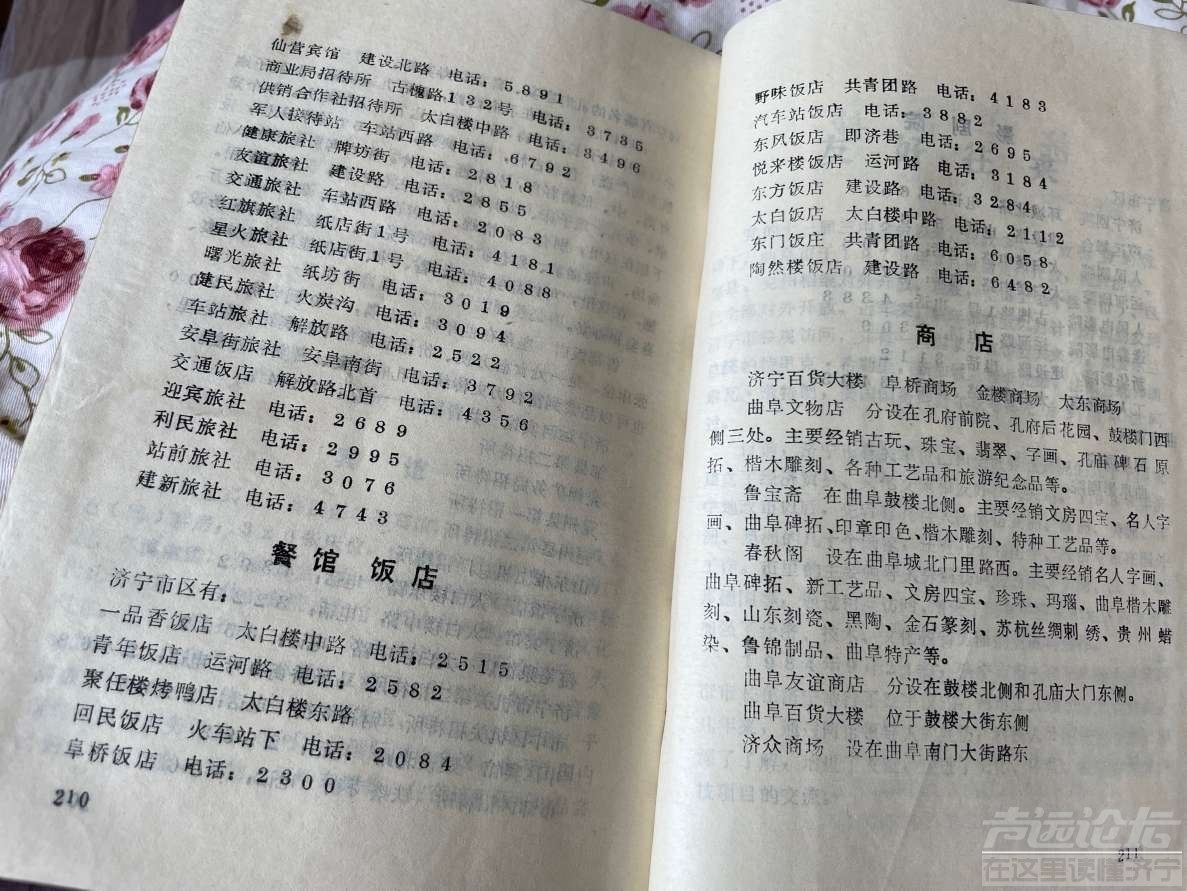 仙营宾馆 建设北路 电话：5891
商业局招待所 古槐路132号 电话：3735
供销合作社招待所 太白楼中路 电话：3496
军人接待站 车站西路 电话：6792
健康旅社 牌坊街 电话：2818
友谊旅社 建设路 电话：2855
交通旅社 车站西路 电话：2083
红旗旅社 纸店街1号 电话：4181
星火旅社 纸店街1号 电话：4088
曙光旅社 纸坊街 电话：3019
健民旅社 火炭沟 电话：3094
车站旅社 解放路 电话：2522
安阜街旅社 安阜南街 电话：3792
交通饭店 解放路北首 电话：4356
迎宾旅社 电话：2689
利民旅社 电话：2995
站前旅社 电话：3076
建新旅社 电话：4743
餐馆 饭店
济宁市区有：
一品香饭店 太白楼中路 电话：2515
青年饭店 运河路 电话：2582
聚任楼烤鸭店 太白楼东路
回民饭店 火车站下 电话：2084
阜桥饭店 电话：2300
210
野味饭店 共青团路 电话：4183
汽车站饭店 电话：3882
东风饭店 即济巷 电话：2695
悦来楼饭店 运河路 电话：3184
东方饭店 建设路 电话：3284
太白饭店 太白楼中路 电话：2112
东门饭庄 共青团路 电话：6058
陶然楼饭店 建设路 电话：6482
商 店
济宁百货大楼 阜桥商场 金楼商场 太东商场
曲阜文物店 分设在孔府前院、孔府后花园、鼓楼门西
侧三处。主要经销古玩、珠宝、翡翠、字画、孔庙碑石原
拓、楷木雕刻、各种工艺品和旅游纪念品等。
鲁宝斋 在曲阜鼓楼北侧。主要经销文房四宝、名人字
画、曲阜碑拓、印章印色、楷木雕刻、特种工艺品等。
春秋阁 设在曲阜城北门里路西。主要经销名人字画、
曲阜碑拓、新工艺品、文房四宝、珍珠、玛瑙、曲阜楷木雕
刻、山东刻瓷、黑陶、金石篆刻、苏杭丝绸刺绣、贵州蜡
染、鲁锦制品、曲阜特产等。
曲阜友谊商店 分设在鼓楼北侧和孔庙大门东侧。
曲阜百货大楼 位于鼓楼大街东侧
济众商场 设在曲阜南门大街路东
211
声远论坛
在这里读懂济宁